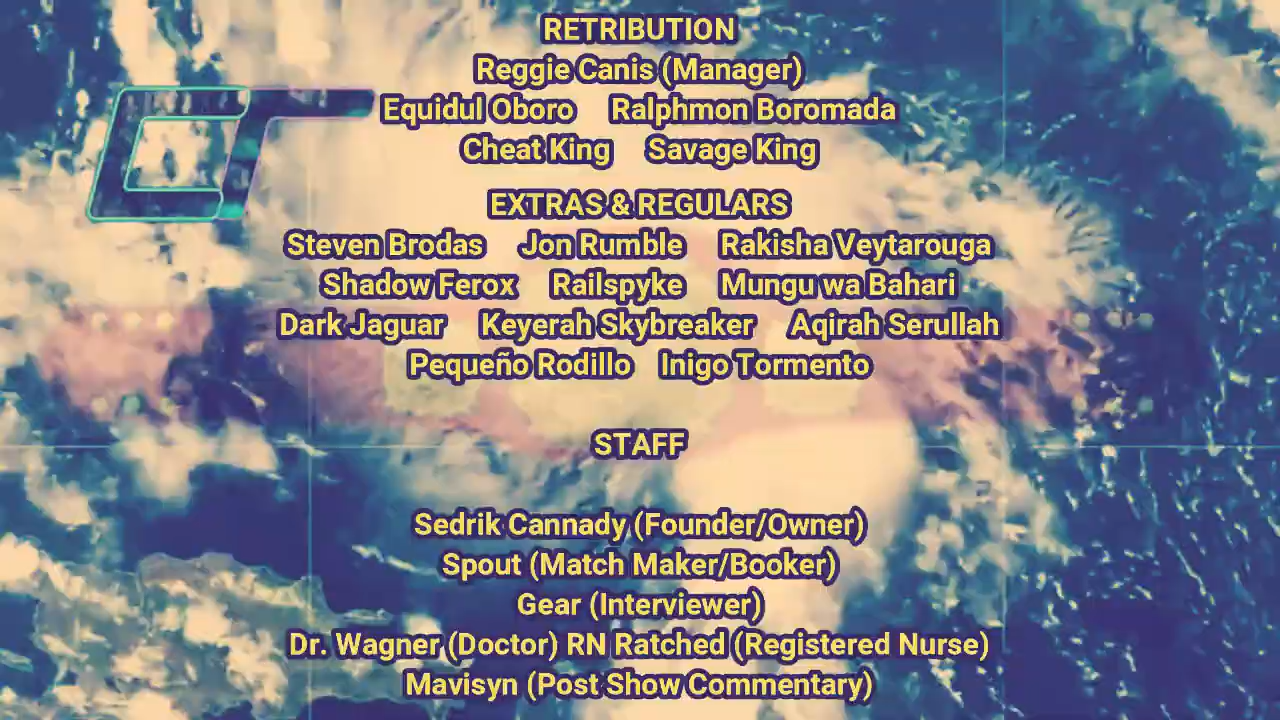 RETRIBUTION
Reggie Canis (Manager)
Equidul Oboro Ralphmon Boromada
Cheat King Savage King
EXTRAS & REGULARS
Steven Brodas Jon Rumble Rakisha Veytarouga
Shadow Ferox Railspyke Mungu wa Bahari
Dark Jaguar Keyerah Skybreaker Aqirah Serullah
Pequeño Rodillo Inigo Tormento
STAFF
Sedrik Cannady (Founder/Owner)
Spout (Match Maker/Booker)
Gear (Interviewer)
Dr. Wagner (Doctor) RN Ratched (Registered Nurse)
Mavisyn (Post Show Commentary)